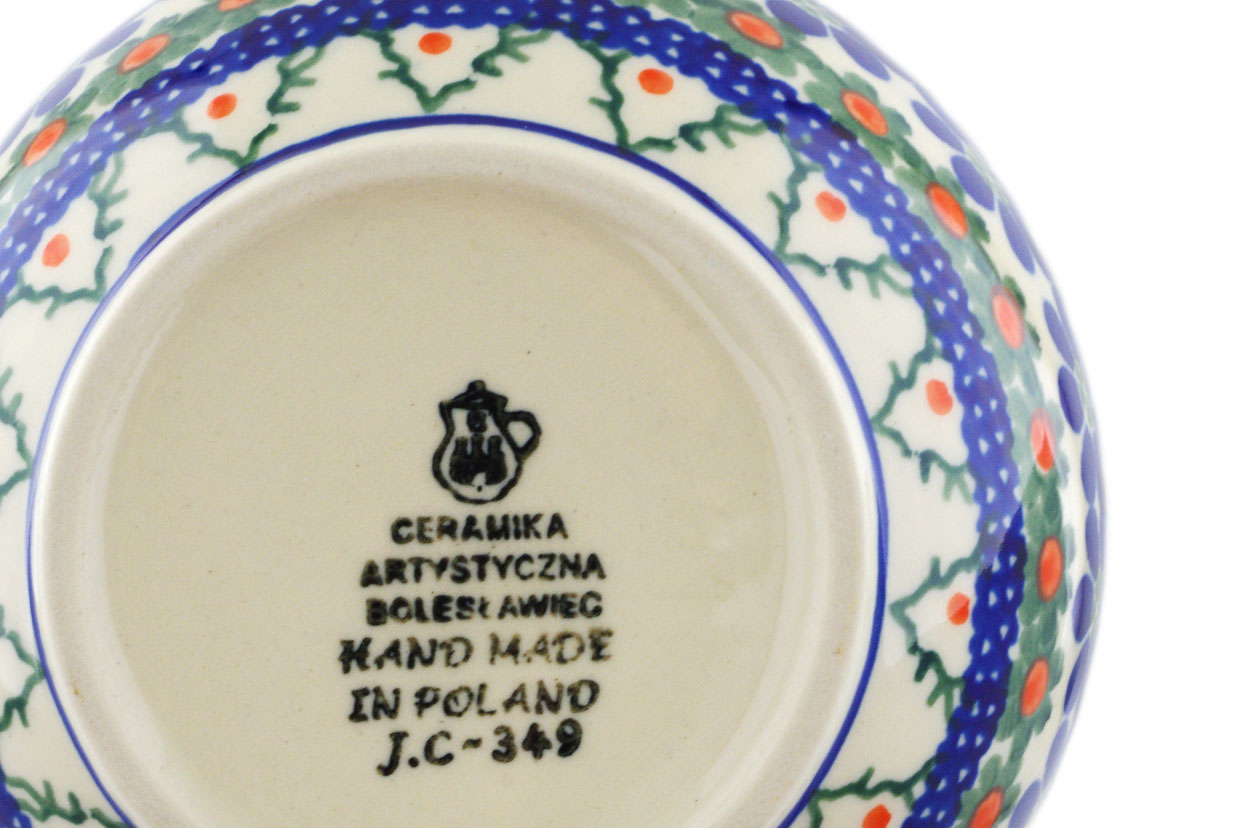 CERAMIKA
ARTYSTYCZNA
BOLESŁAWIEC
HAND MADE
IN POLAND
J.C-349